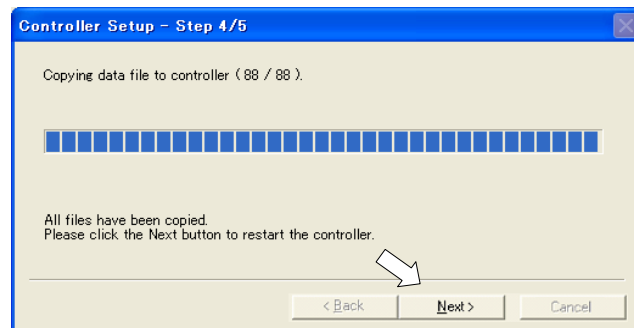 Controller Setup - Step 4/5
Copying data file to controller ( 88 / 88 ).
All files have been copied.
Please click the Next button to restart the controller.
< Back Next > Cancel